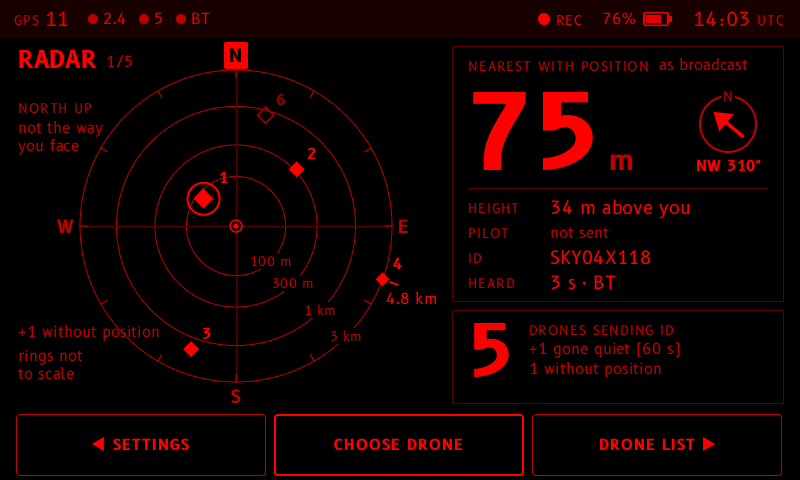 GPS 11 2.4 5 BT
REC 76% 14:03 UTC
RADAR 1/5
N
NORTH UP
not the way
you face
6
2
1
W
E
100 m
300 m
1 km
3 km
4
4.8 km
3
+1 without position
rings not
to scale
S
NEAREST WITH POSITION as broadcast
75 m
N
NW 310°
HEIGHT 34 m above you
PILOT not sent
ID SKY04X118
HEARD 3 s · BT
5
DRONES SENDING ID
+1 gone quiet [60 s]
1 without position
◀ SETTINGS
CHOOSE DRONE
DRONE LIST ▶